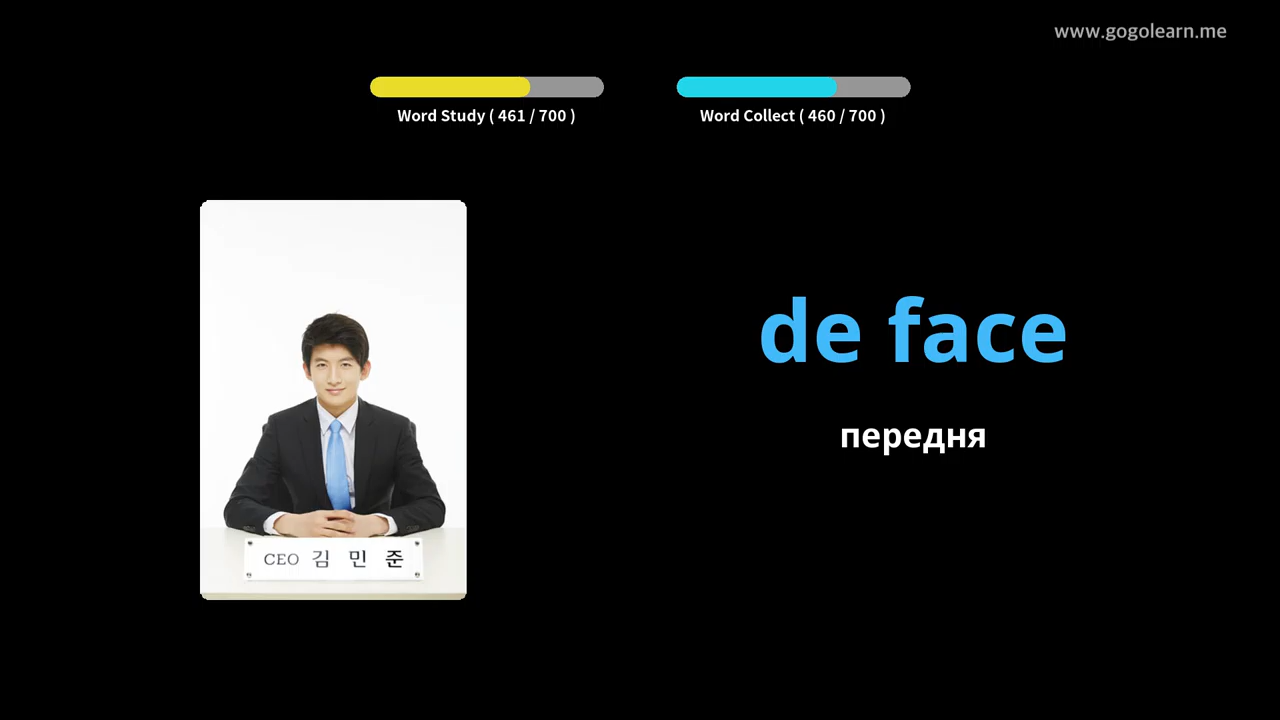 www.gogolearn.me
Word Study ( 461 / 700 )
Word Collect ( 460 / 700 )
de face
передня
CEO 김 민 준